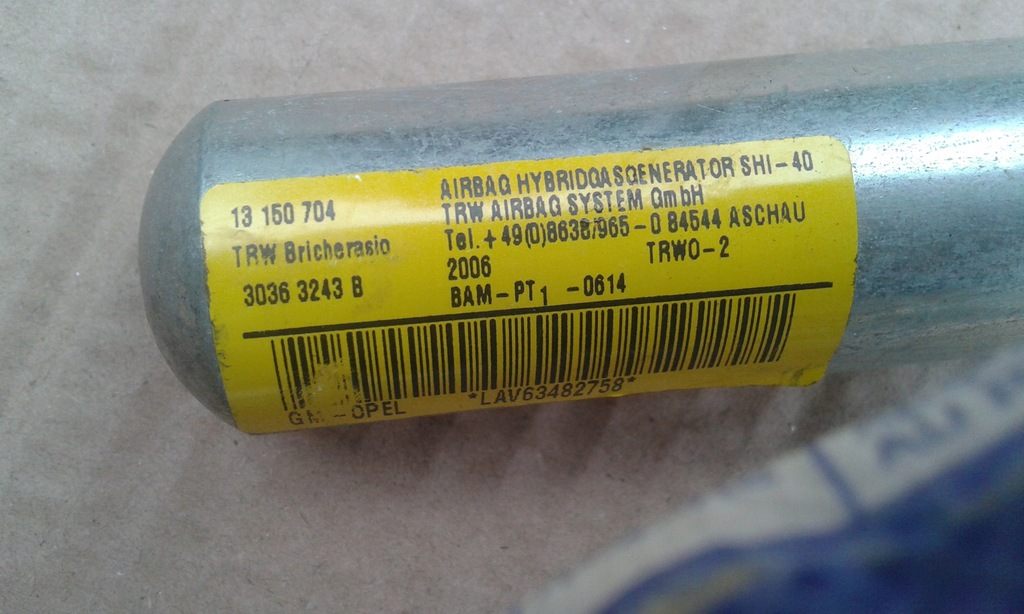 13 150 704
TRW Bricherasio
3036 3243 B
AIRBAG HYBRIDGASGENERATOR SHI-40
TRW AIRBAG SYSTEM GmbH
Tel. +49(0)8638/965-0 84544 ASCHAU
2006 TRWO-2
BAM-PT1 -0614
GM-OPEL *LAV63482758*